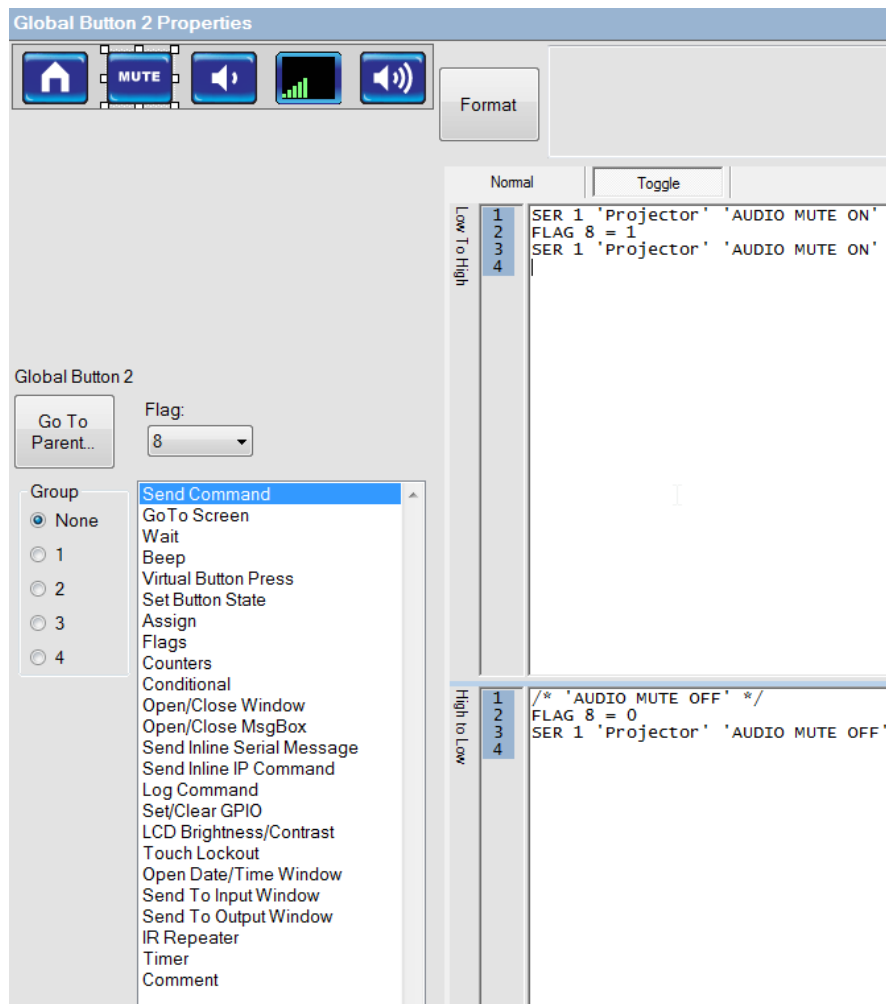 Global Button 2 Properties
MUTE
Format
Normal
Toggle
Low To High
1 SER 1 'Projector' 'AUDIO MUTE ON'
2 FLAG 8 = 1
3 SER 1 'Projector' 'AUDIO MUTE ON'
4
Global Button 2
Go To
Parent...
Flag:
8
Group
None
1
2
3
4
Send Command
GoTo Screen
Wait
Beep
Virtual Button Press
Set Button State
Assign
Flags
Counters
Conditional
Open/Close Window
Open/Close MsgBox
Send Inline Serial Message
Send Inline IP Command
Log Command
Set/Clear GPIO
LCD Brightness/Contrast
Touch Lockout
Open Date/Time Window
Send To Input Window
Send To Output Window
IR Repeater
Timer
Comment
High to Low
1 /* 'AUDIO MUTE OFF' */
2 FLAG 8 = 0
3 SER 1 'Projector' 'AUDIO MUTE OFF'
4